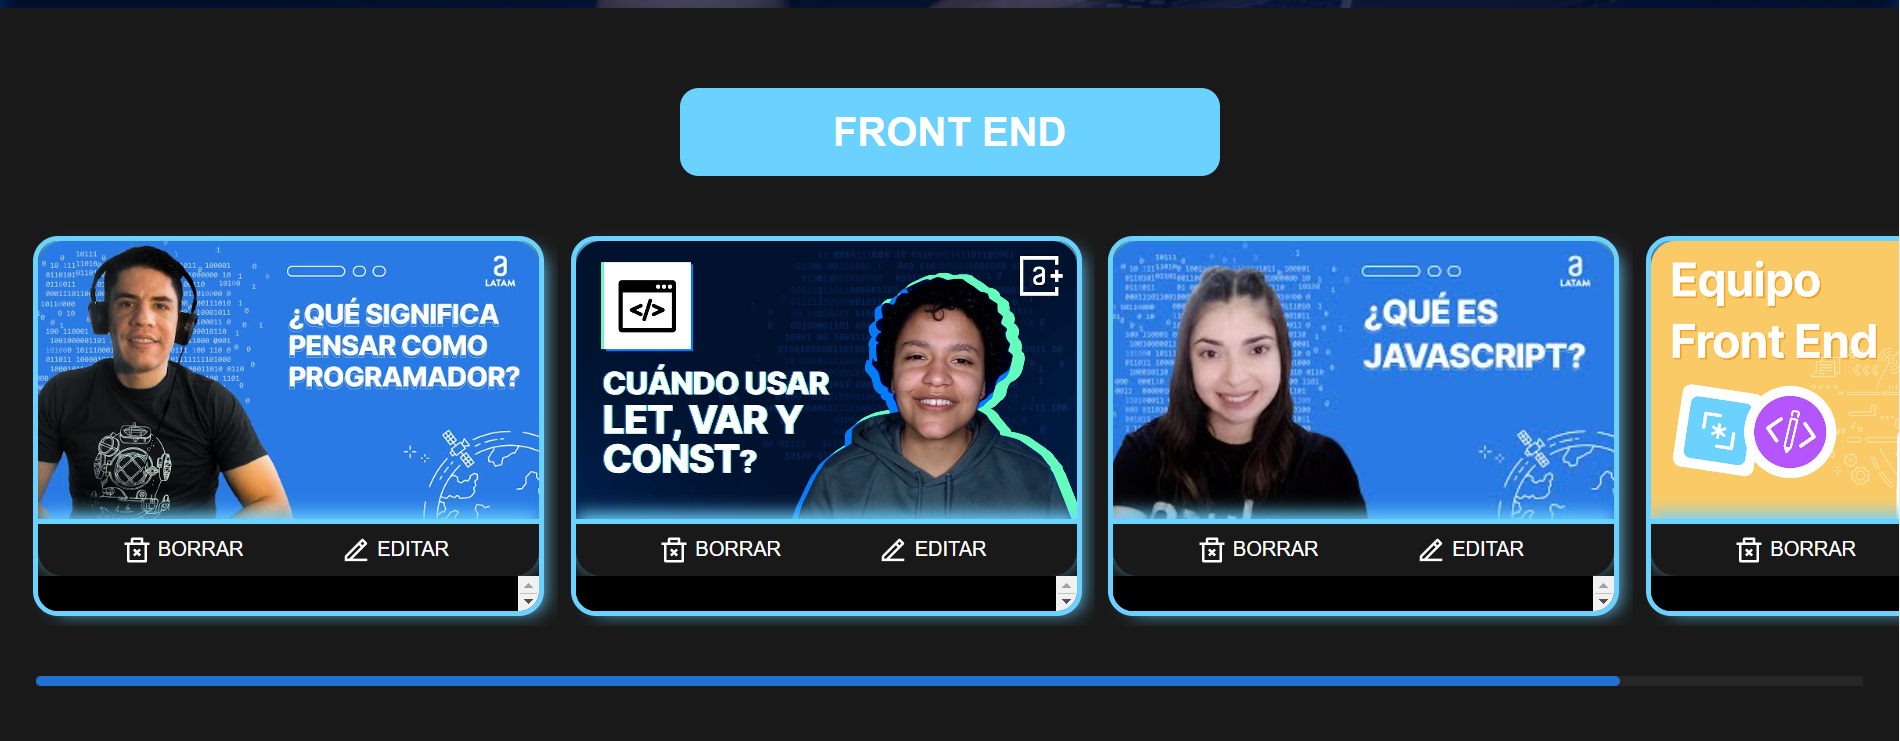 FRONT END
a
LATAM
¿QUÉ SIGNIFICA
PENSAR COMO
PROGRAMADOR?
BORRAR
EDITAR
</>
a+
CUÁNDO USAR
LET, VAR Y
CONST?
BORRAR
EDITAR
a
LATAM
¿QUÉ ES
JAVASCRIPT?
BORRAR
EDITAR
Equipo
Front End
BORRAR